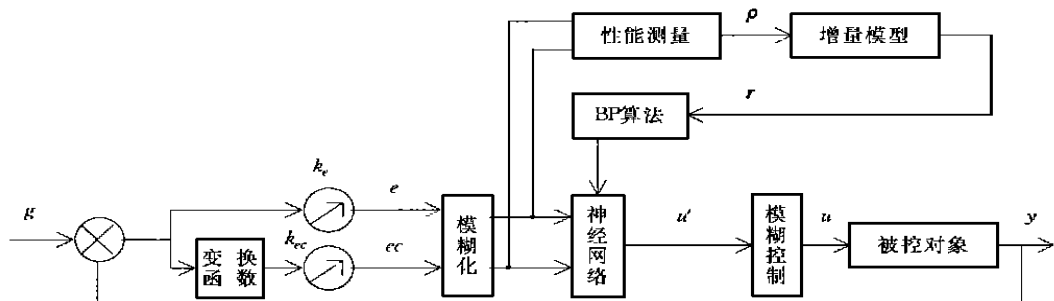 性能测量
ρ
增量模型
r
BP算法
g
kₑ
e
k_ec
ec
变换
函数
模糊化
神经网络
u'
模糊控制
u
被控对象
y